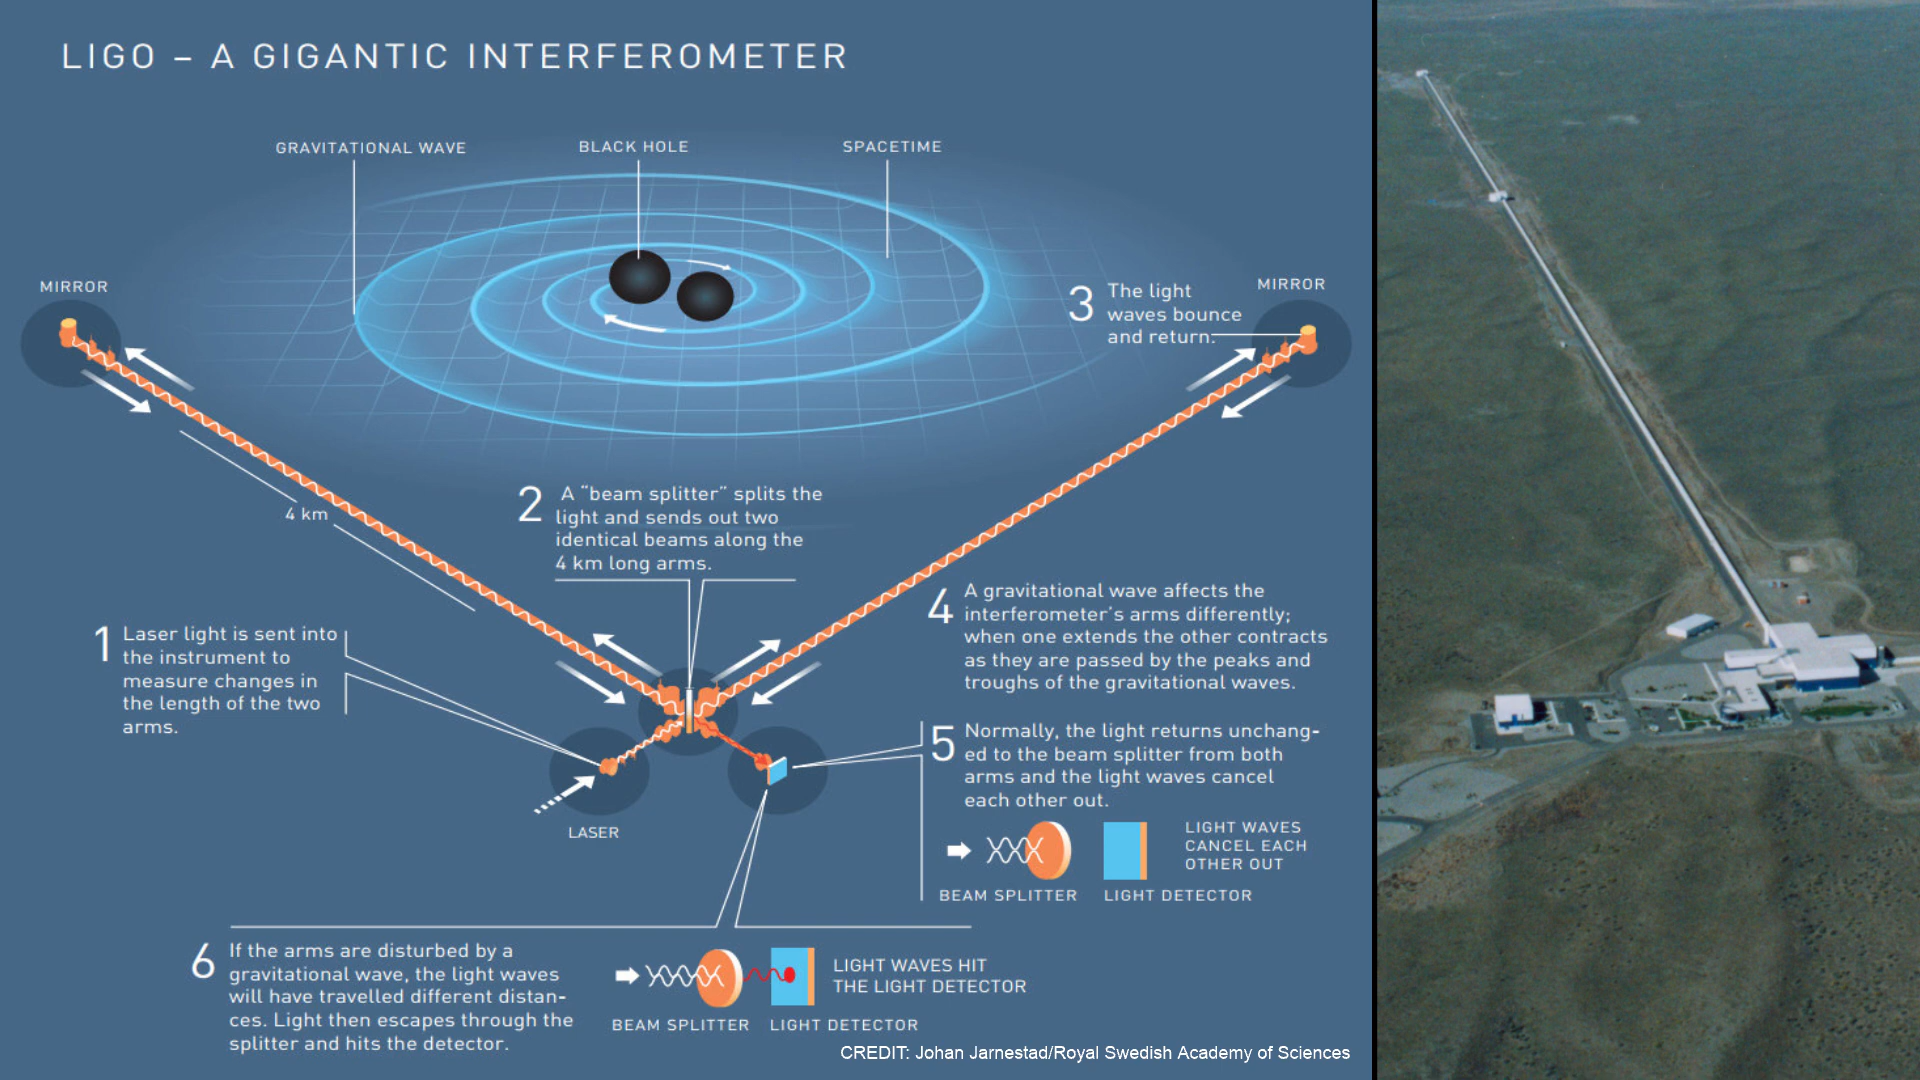 LIGO – A GIGANTIC INTERFEROMETER
GRAVITATIONAL WAVE
BLACK HOLE
SPACETIME
MIRROR
MIRROR
3 The light
waves bounce
and return.
4 km
2 A “beam splitter” splits the
light and sends out two
identical beams along the
4 km long arms.
1 Laser light is sent into
the instrument to
measure changes in
the length of the two
arms.
4 A gravitational wave affects the
interferometer's arms differently;
when one extends the other contracts
as they are passed by the peaks and
troughs of the gravitational waves.
5 Normally, the light returns unchang-
ed to the beam splitter from both
arms and the light waves cancel
each other out.
LASER
LIGHT WAVES
CANCEL EACH
OTHER OUT
BEAM SPLITTER
LIGHT DETECTOR
6 If the arms are disturbed by a
gravitational wave, the light waves
will have travelled different distan-
ces. Light then escapes through the
splitter and hits the detector.
LIGHT WAVES HIT
THE LIGHT DETECTOR
BEAM SPLITTER
LIGHT DETECTOR
CREDIT: Johan Jarnestad/Royal Swedish Academy of Sciences